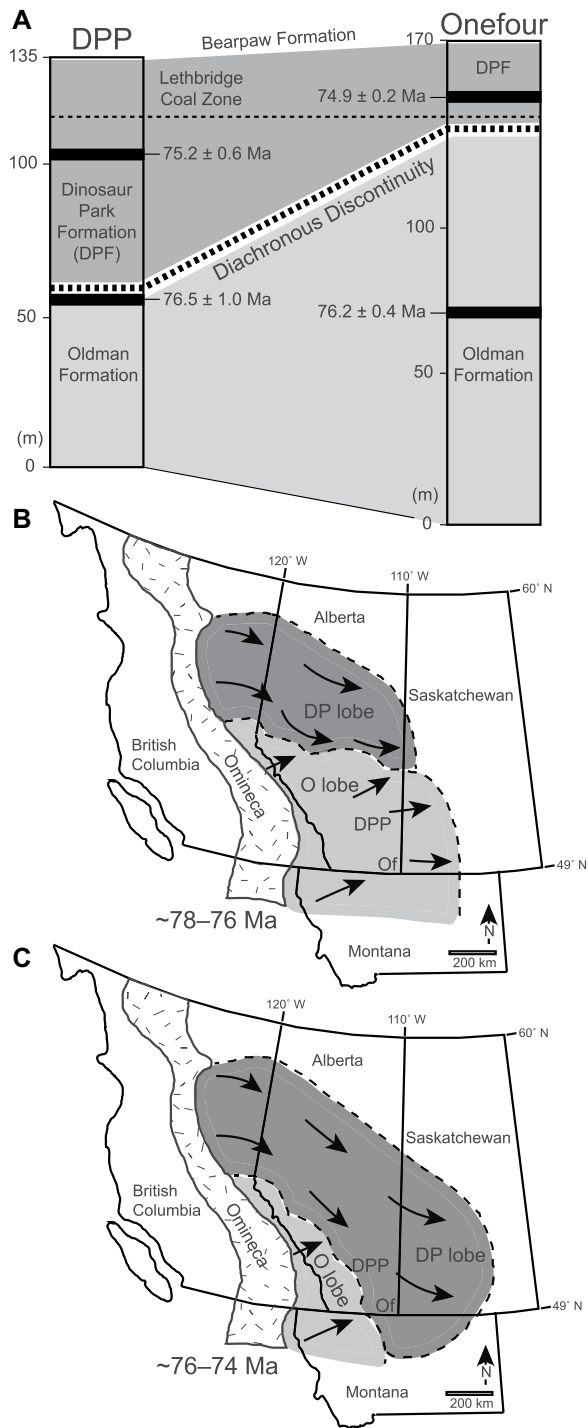 A
DPP
Onefour
135
Bearpaw Formation
170
Lethbridge
Coal Zone
DPF
74.9 ± 0.2 Ma
100
75.2 ± 0.6 Ma
Dinosaur
Park
Formation
(DPF)
Diachronous Discontinuity
100
76.5 ± 1.0 Ma
76.2 ± 0.4 Ma
50
Oldman
Formation
50
Oldman
Formation
(m)
0
(m)
0
B
120° W
110° W
60° N
Alberta
Saskatchewan
DP lobe
British
Columbia
Omineca
O lobe
DPP
Of
49° N
~78–76 Ma
N
200 km
Montana
C
120° W
110° W
60° N
Alberta
Saskatchewan
British
Columbia
Omineca
DPP
DP lobe
O lobe
Of
49° N
~76–74 Ma
N
200 km
Montana